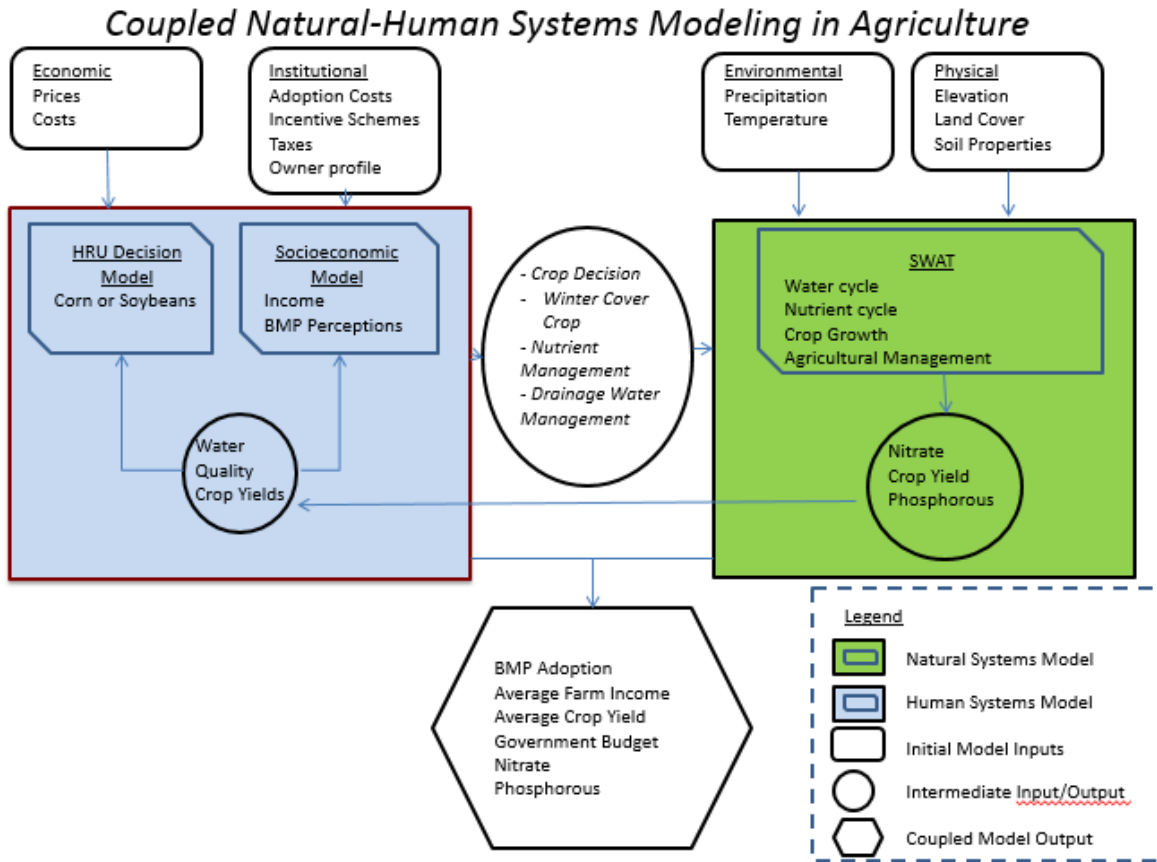 Coupled Natural-Human Systems Modeling in Agriculture
Economic
Prices
Costs
Institutional
Adoption Costs
Incentive Schemes
Taxes
Owner profile
Environmental
Precipitation
Temperature
Physical
Elevation
Land Cover
Soil Properties
HRU Decision
Model
Corn or Soybeans
Socioeconomic
Model
Income
BMP Perceptions
- Crop Decision
- Winter Cover
Crop
- Nutrient
Management
- Drainage Water
Management
SWAT
Water cycle
Nutrient cycle
Crop Growth
Agricultural Management
Water
Quality
Crop Yields
Nitrate
Crop Yield
Phosphorous
BMP Adoption
Average Farm Income
Average Crop Yield
Government Budget
Nitrate
Phosphorous
Legend
Natural Systems Model
Human Systems Model
Initial Model Inputs
Intermediate Input/Output
Coupled Model Output